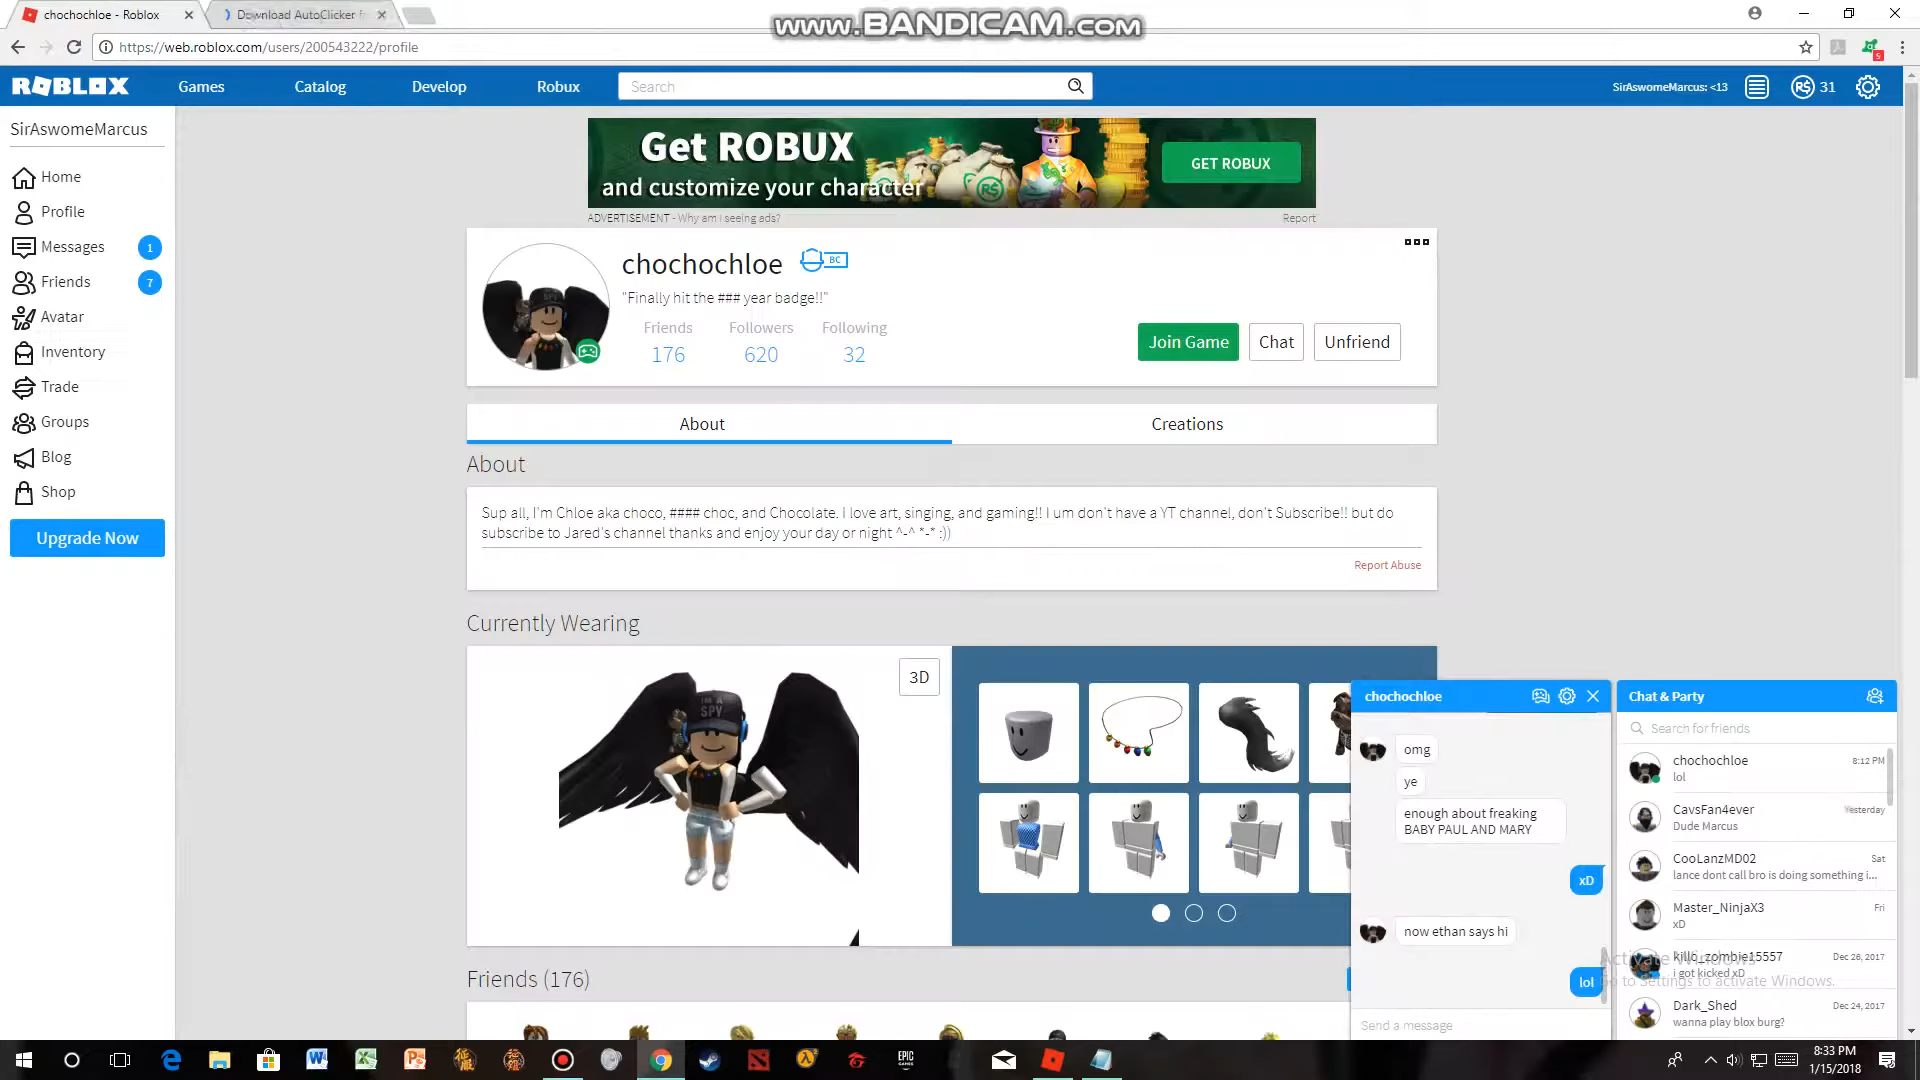 chochochloe - Roblox
Download AutoClicker f
www.BANDICAM.com
https://web.roblox.com/users/200543222/profile
ROBLOX
Games
Catalog
Develop
Robux
Search
SirAswomeMarcus: <13
R$ 31
SirAswomeMarcus
Home
Profile
Messages
1
Friends
7
Avatar
Inventory
Trade
Groups
Blog
Shop
Upgrade Now
Get ROBUX
and customize your character
GET ROBUX
ADVERTISEMENT - Why am I seeing ads?
Report
chochochloe
BC
"Finally hit the ### year badge!!"
Friends
Followers
Following
176
620
32
Join Game
Chat
Unfriend
About
Creations
About
Sup all, I'm Chloe aka choco, #### choc, and Chocolate. I love art, singing, and gaming!! I um don't have a YT channel, don't Subscribe!! but do
subscribe to Jared's channel thanks and enjoy your day or night ^-^ *-* :))
Report Abuse
Currently Wearing
3D
I'M A
SPY
Friends (176)
chochochloe
omg
ye
enough about freaking
BABY PAUL AND MARY
xD
now ethan says hi
lol
Send a message
Chat & Party
Search for friends
chochochloe
8:12 PM
lol
CavsFan4ever
Yesterday
Dude Marcus
CooLanzMD02
Sat
lance dont call bro is doing something i...
Master_NinjaX3
Fri
xD
killo_zombie15557
Dec 26, 2017
i got kicked xD
Dark_Shed
Dec 24, 2017
wanna play blox burg?
Activate Windows
Go to Settings to activate Windows.
EPIC
GAMES
8:33 PM
1/15/2018